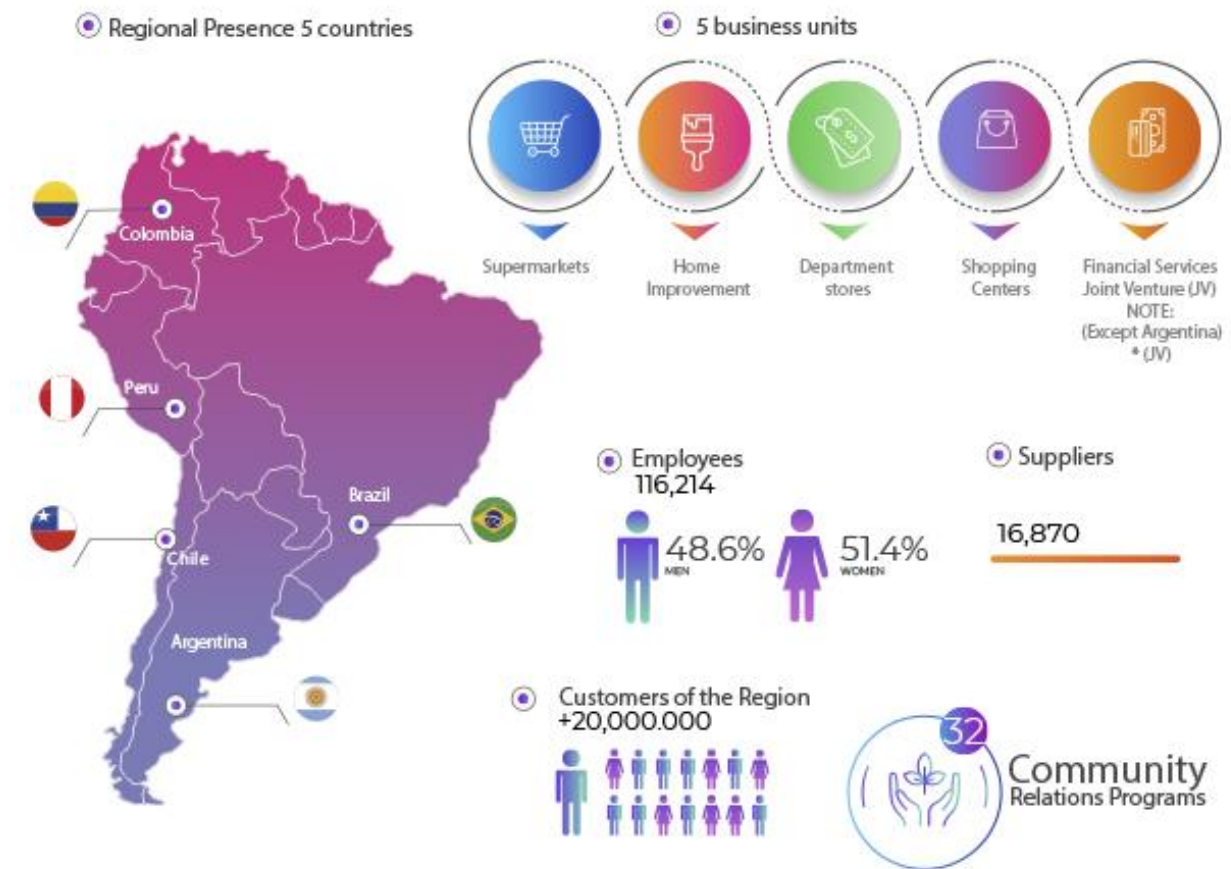 Regional Presence 5 countries
5 business units
Supermarkets
Home
Improvement
Department
stores
Shopping
Centers
Financial Services
Joint Venture (JV)
NOTE:
(Except Argentina)
* (JV)
Colombia
Peru
Brazil
Chile
Argentina
Employees
116,214
48.6%
MEN
51.4%
WOMEN
Suppliers
16,870
Customers of the Region
+20,000.000
32
Community
Relations Programs